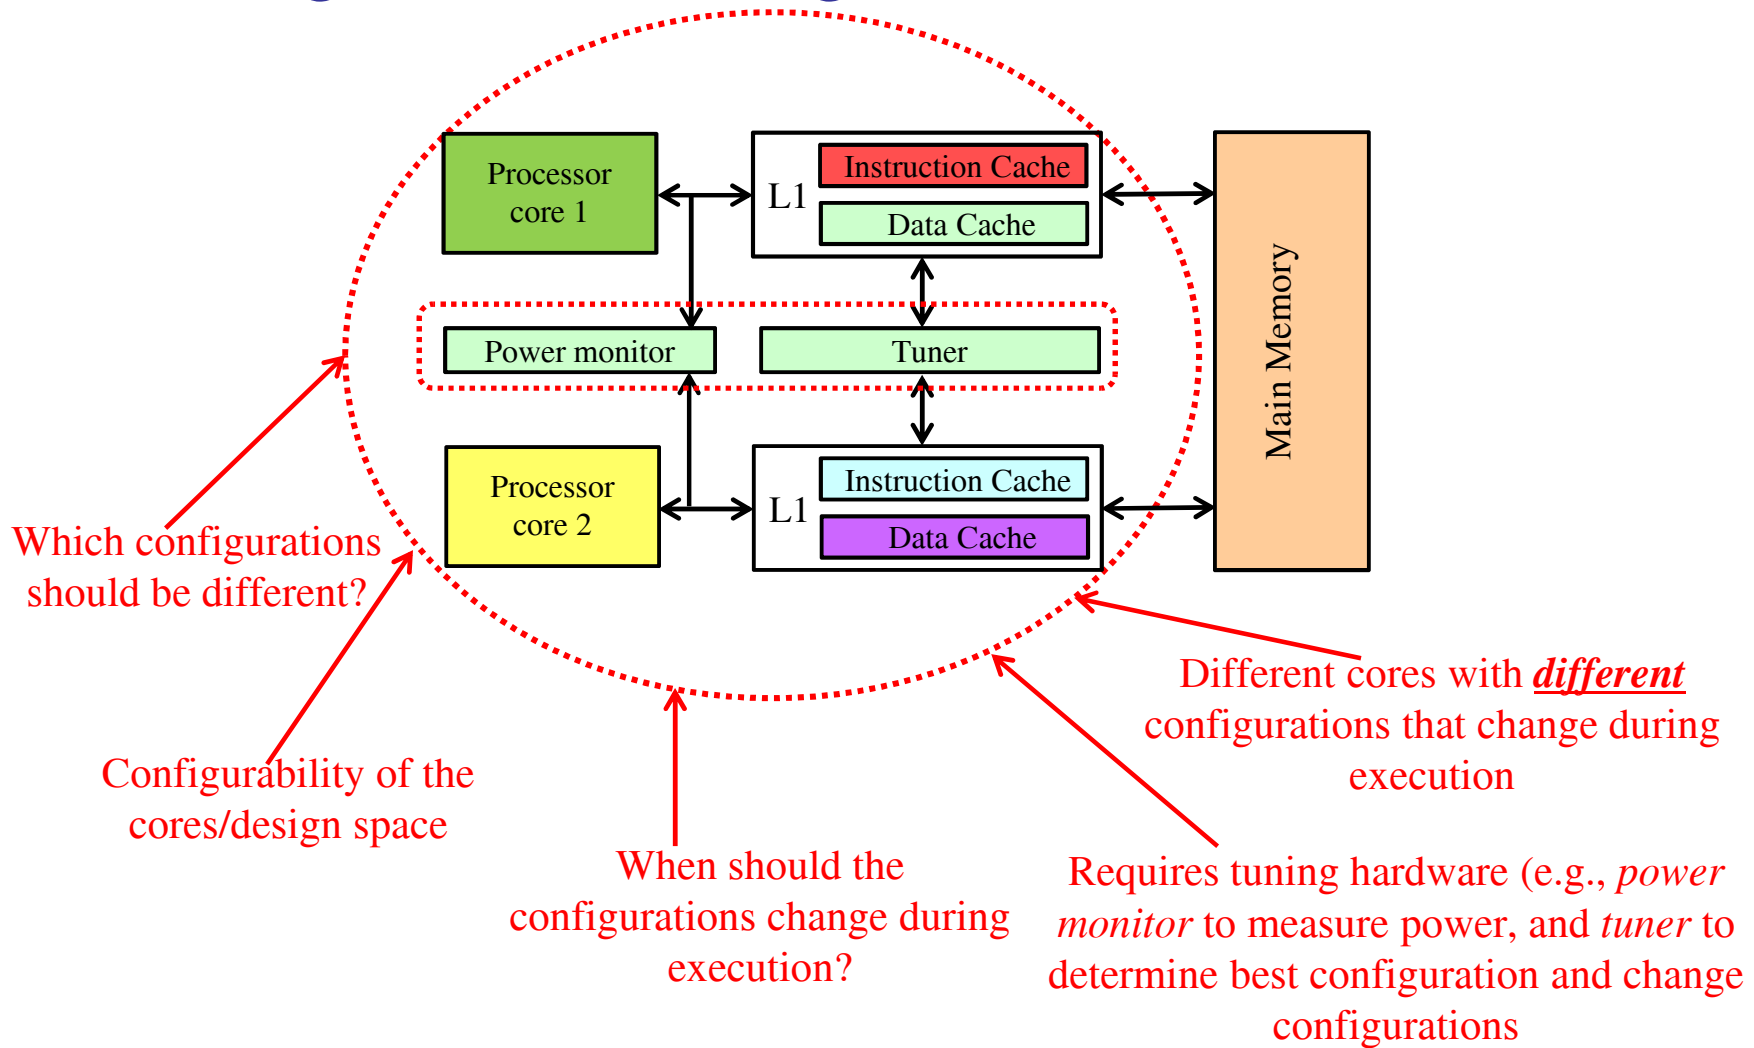 Processor
core 1
L1
Instruction Cache
Data Cache
Main Memory
Power monitor
Tuner
Processor
core 2
L1
Instruction Cache
Data Cache
Which configurations
should be different?
Configurability of the
cores/design space
When should the
configurations change during
execution?
Different cores with different
configurations that change during
execution
Requires tuning hardware (e.g., power
monitor to measure power, and tuner to
determine best configuration and change
configurations